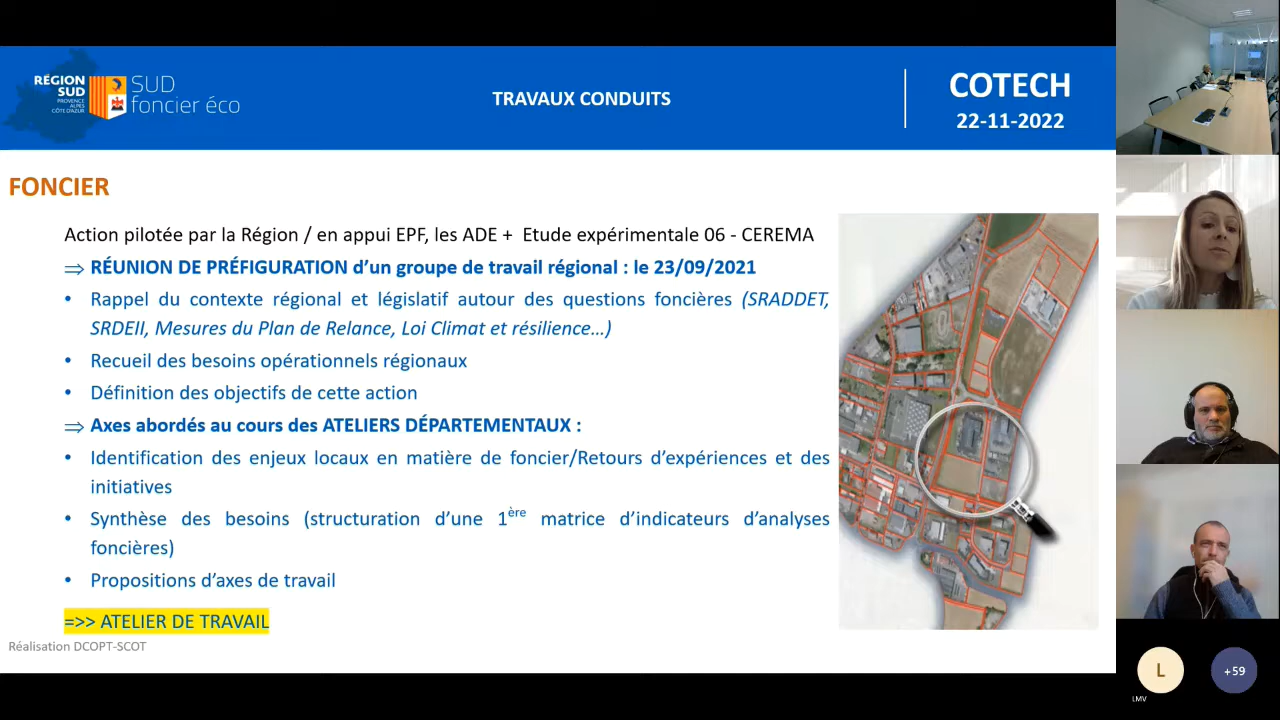 RÉGION
SUD
PROVENCE
ALPES
CÔTE D'AZUR
SUD
foncier éco
TRAVAUX CONDUITS
COTECH
22-11-2022
FONCIER
Action pilotée par la Région / en appui EPF, les ADE + Etude expérimentale 06 - CEREMA
⇒ RÉUNION DE PRÉFIGURATION d’un groupe de travail régional : le 23/09/2021
• Rappel du contexte régional et législatif autour des questions foncières (SRADDET,
SRDEII, Mesures du Plan de Relance, Loi Climat et résilience…)
• Recueil des besoins opérationnels régionaux
• Définition des objectifs de cette action
⇒ Axes abordés au cours des ATELIERS DÉPARTEMENTAUX :
• Identification des enjeux locaux en matière de foncier/Retours d’expériences et des
initiatives
• Synthèse des besoins (structuration d’une 1ère matrice d’indicateurs d’analyses
foncières)
• Propositions d’axes de travail
=>> ATELIER DE TRAVAIL
Réalisation DCOPT-SCOT
L
+59
LMV